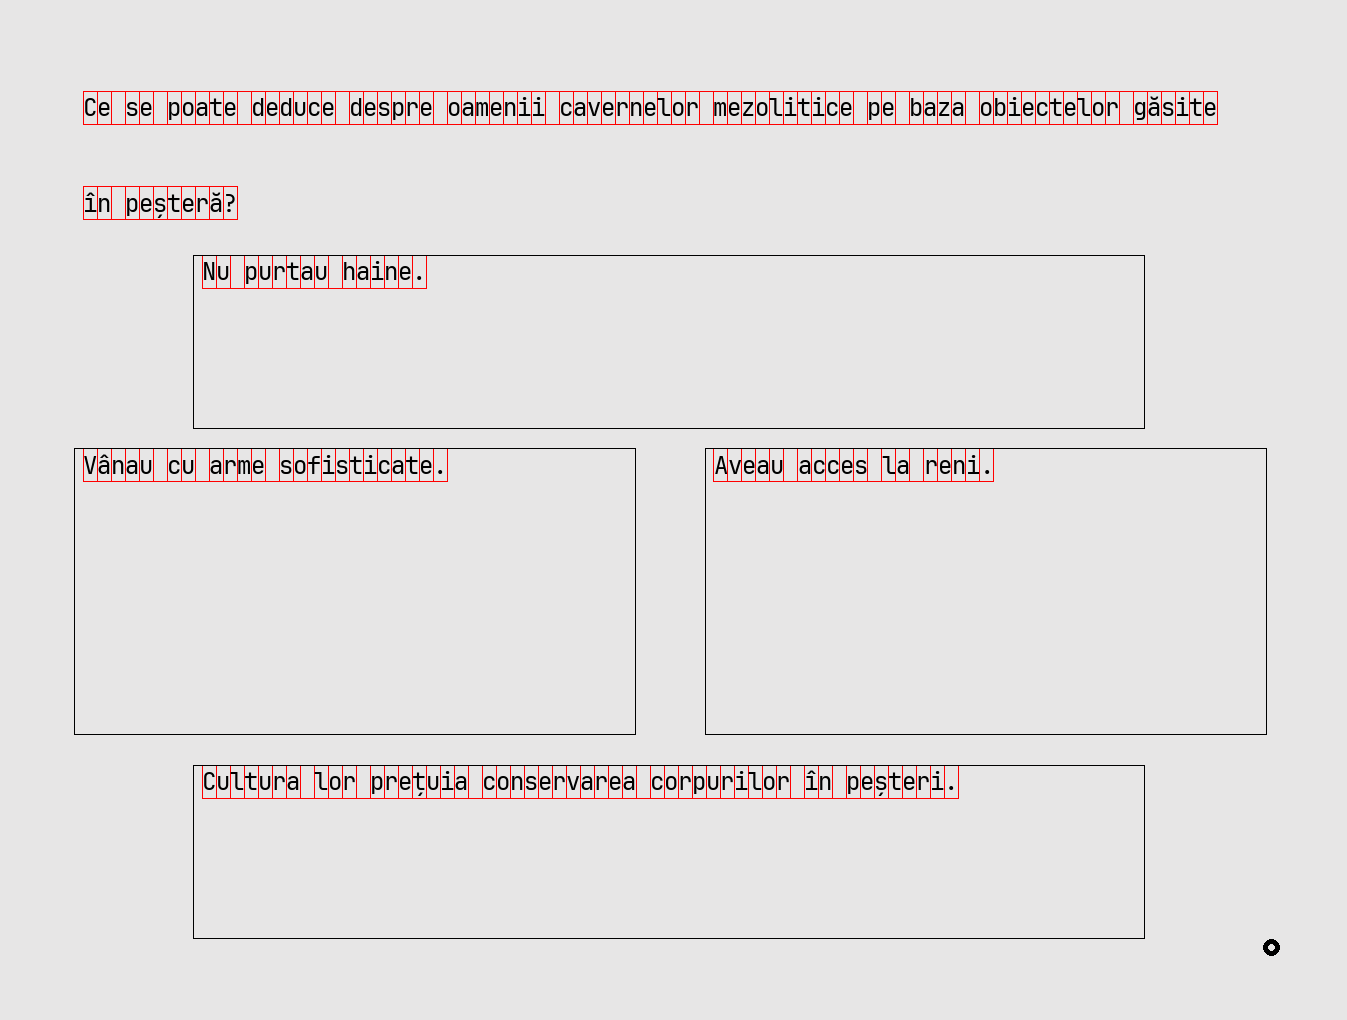 Ce se poate deduce despre oamenii cavernelor mezolitice pe baza obiectelor găsite
în peșteră?
Nu purtau haine.
Vânau cu arme sofisticate.
Aveau acces la reni.
Cultura lor prețuia conservarea corpurilor în peșteri.